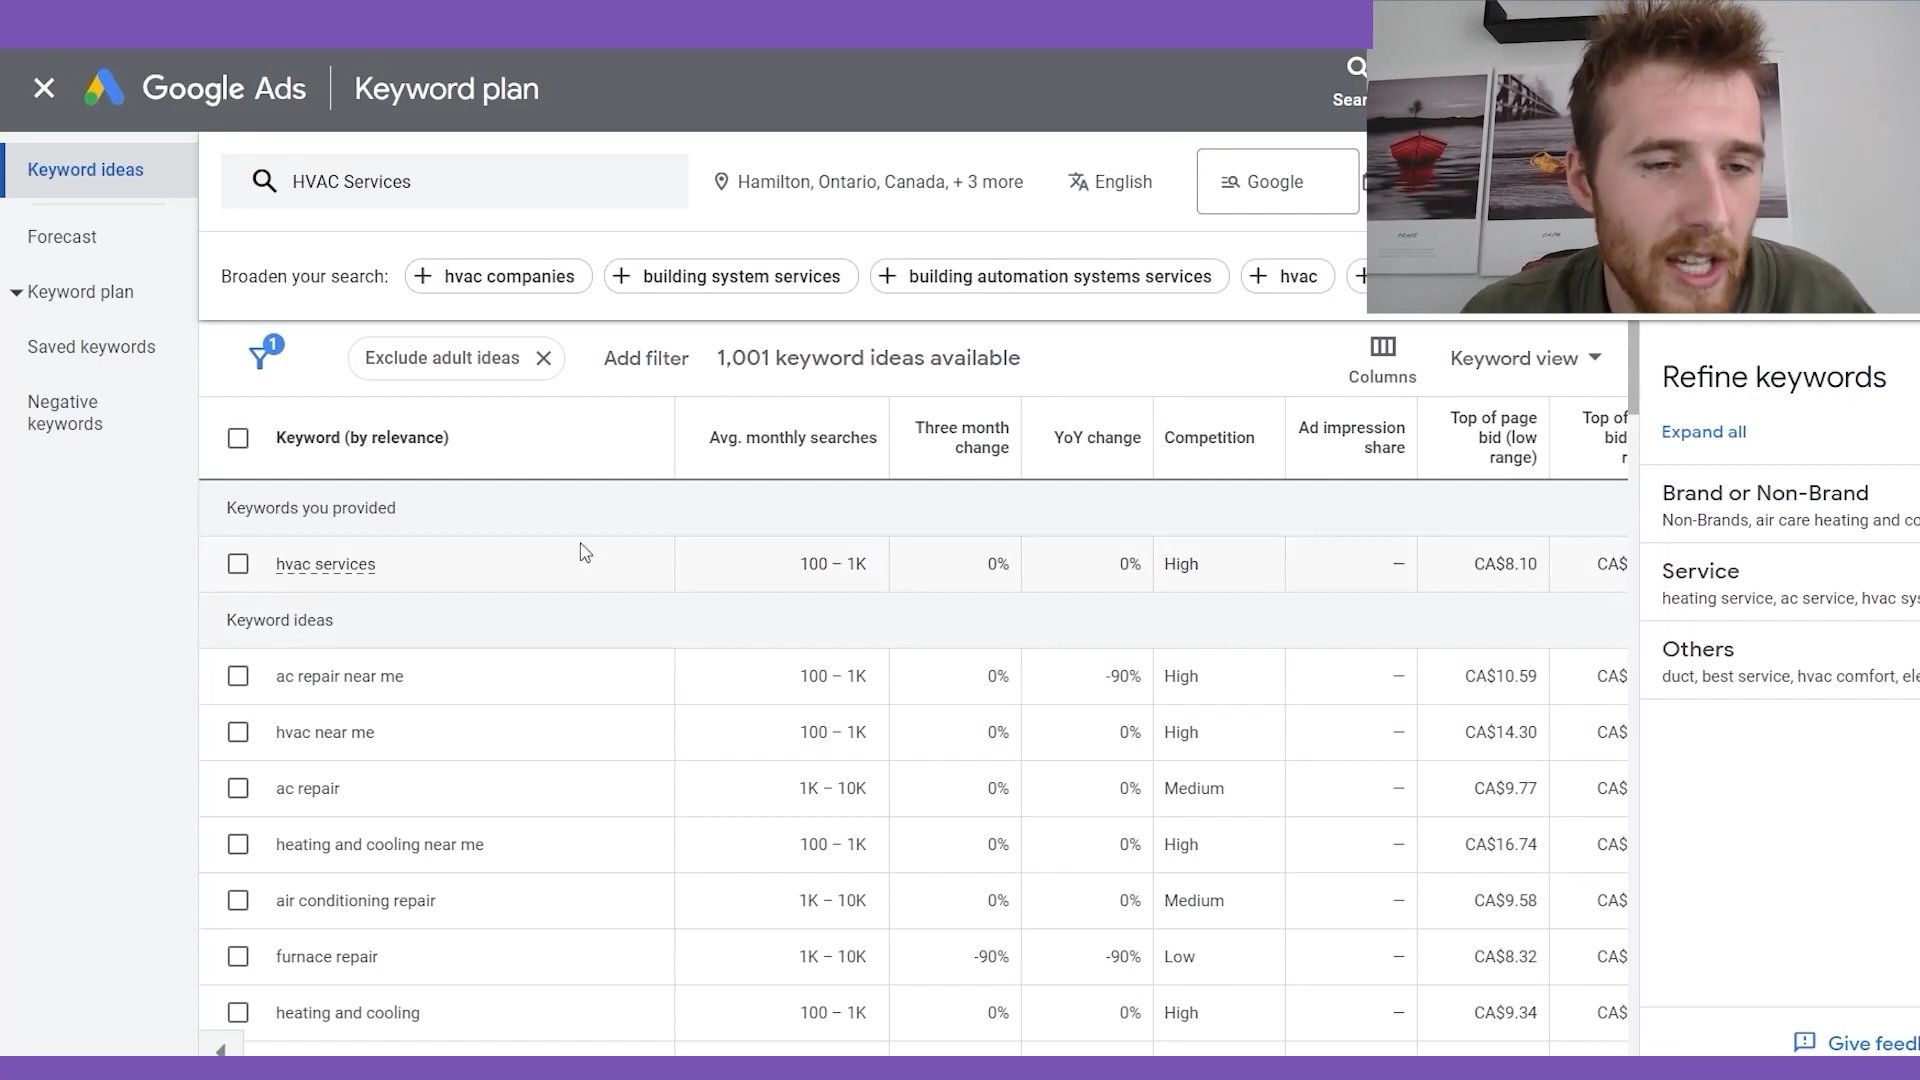 Google Ads | Keyword plan
Sear
Keyword ideas
Forecast
Keyword plan
Saved keywords
Negative
keywords
HVAC Services
Hamilton, Ontario, Canada, + 3 more
English
Google
Broaden your search:
hvac companies
building system services
building automation systems services
hvac
1
Exclude adult ideas
Add filter
1,001 keyword ideas available
Columns
Keyword view
Keyword (by relevance)
Avg. monthly searches
Three month
change
YoY change
Competition
Ad impression
share
Top of page
bid (low
range)
Top of
bid
r
Keywords you provided
hvac services 100 – 1K 0% 0% High — CA$8.10 CA$
Keyword ideas
ac repair near me 100 – 1K 0% -90% High — CA$10.59 CA$
hvac near me 100 – 1K 0% 0% High — CA$14.30 CA$
ac repair 1K – 10K 0% 0% Medium — CA$9.77 CA$
heating and cooling near me 100 – 1K 0% 0% High — CA$16.74 CA$
air conditioning repair 1K – 10K 0% 0% Medium — CA$9.58 CA$
furnace repair 1K – 10K -90% -90% Low — CA$8.32 CA$
heating and cooling 100 – 1K 0% 0% High — CA$9.34 CA$
Refine keywords
Expand all
Brand or Non-Brand
Non-Brands, air care heating and co
Service
heating service, ac service, hvac sys
Others
duct, best service, hvac comfort, ele
Give feed